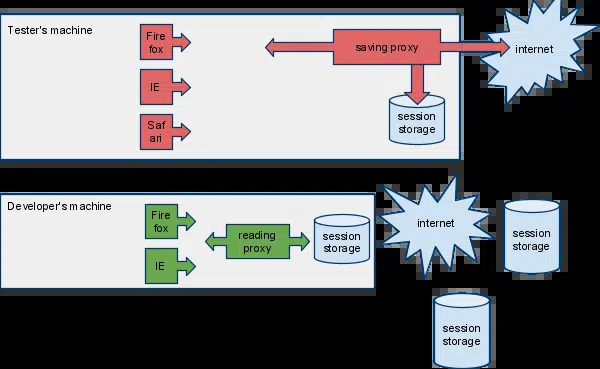 Tester's machine
Fire
fox
IE
Saf
ari
saving proxy
internet
session
storage
Developer's machine
Fire
fox
IE
reading
proxy
session
storage
internet
session
storage
session
storage